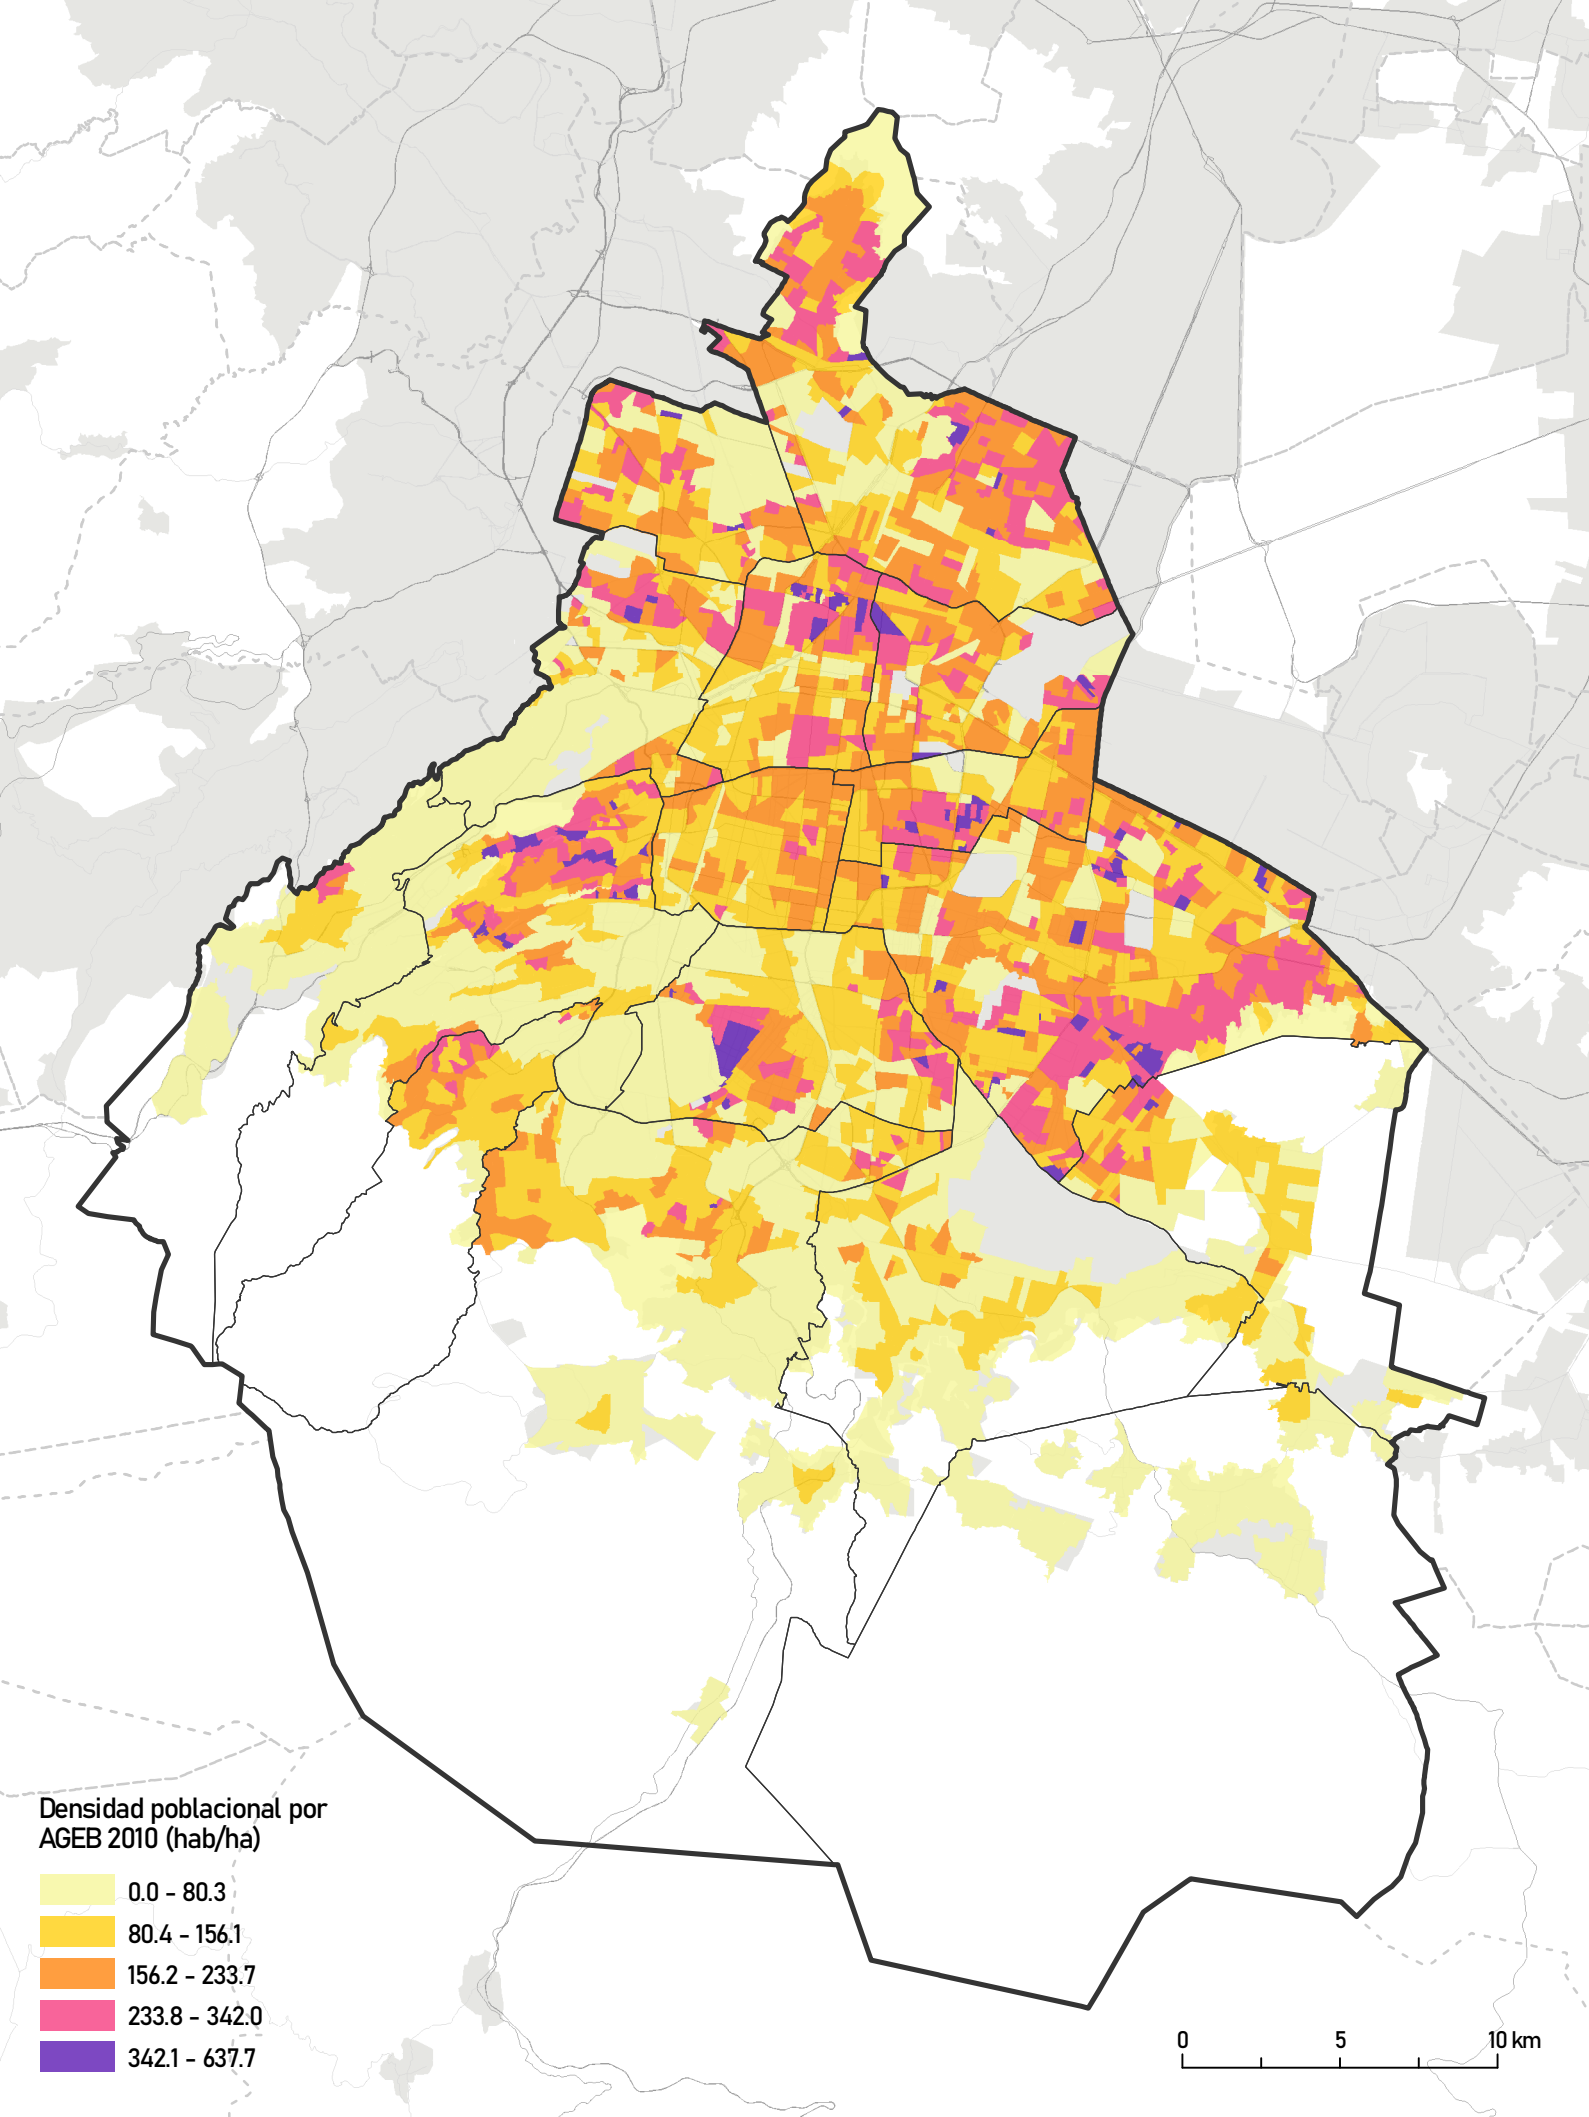 Densidad poblacional por
AGEB 2010 (hab/ha)
0.0 - 80.3
80.4 - 156.1
156.2 - 233.7
233.8 - 342.0
342.1 - 637.7
0 5 10 km